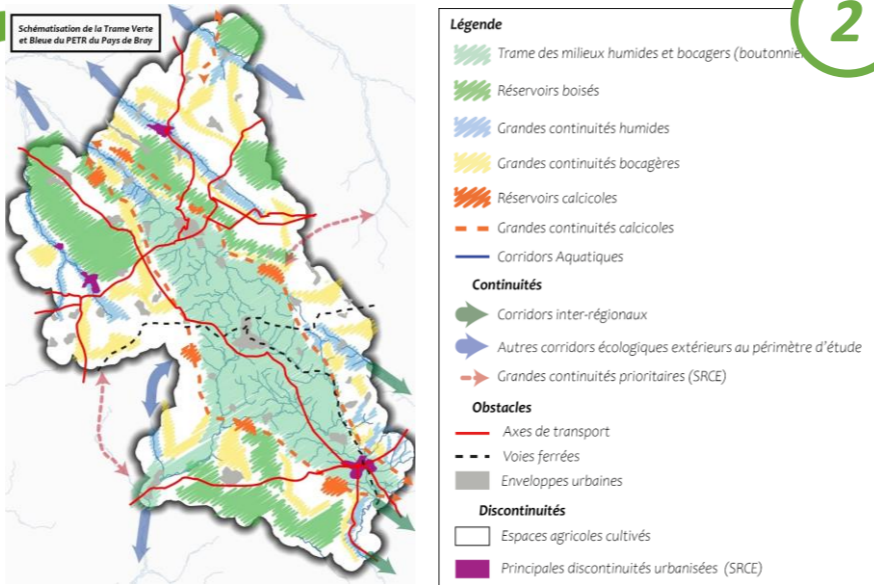 Schématisation de la Trame Verte
et Bleue du PETR du Pays de Bray
2
Légende
Trame des milieux humides et bocagers
Réservoirs boisés
Grandes continuités humides
Grandes continuités bocagères
Réservoirs calcicoles
Grandes continuités calcicoles
Corridors Aquatiques
Continuités
Corridors inter-régionaux
Autres corridors écologiques extérieurs au périmètre d'étude
Grandes continuités prioritaires (SRCE)
Obstacles
Axes de transport
Voies ferrées
Enveloppes urbaines
Discontinuités
Espaces agricoles cultivés
Principales discontinuités urbanisées (SRCE)